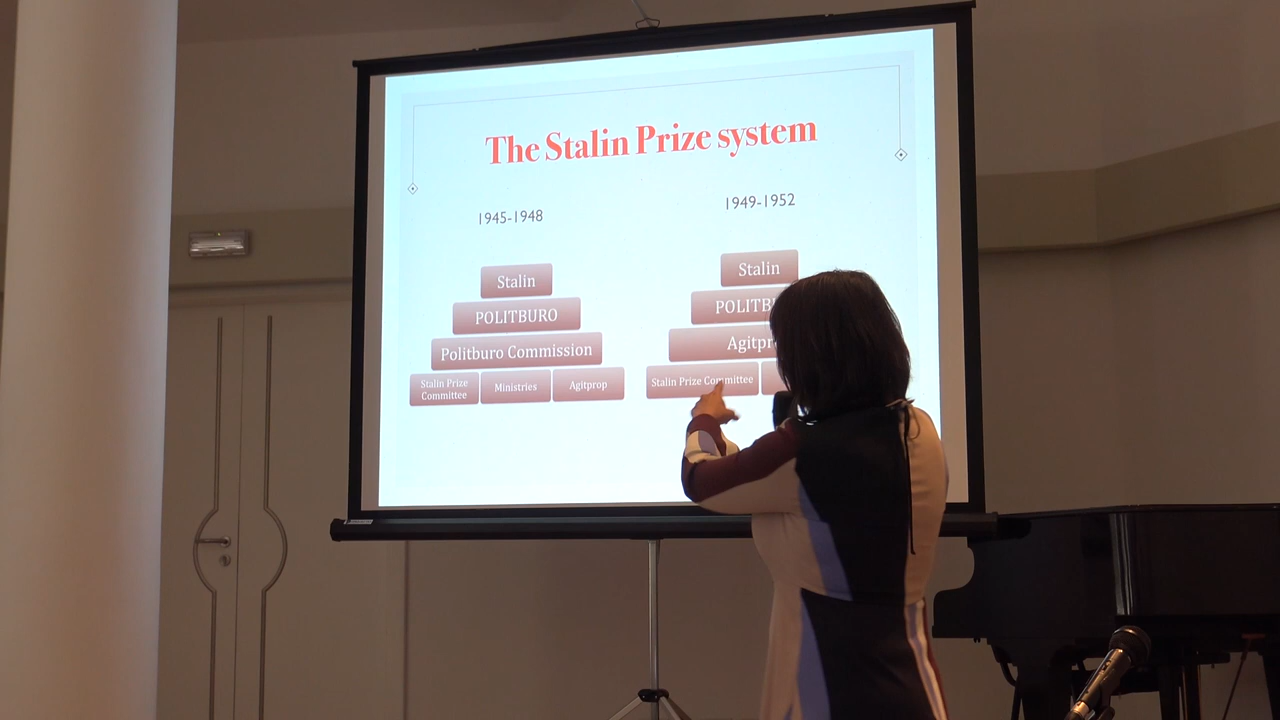 The Stalin Prize system
1945-1948
Stalin
POLITBURO
Politburo Commission
Stalin Prize
Committee
Ministries
Agitprop
1949-1952
Stalin
Stalin Prize Committee